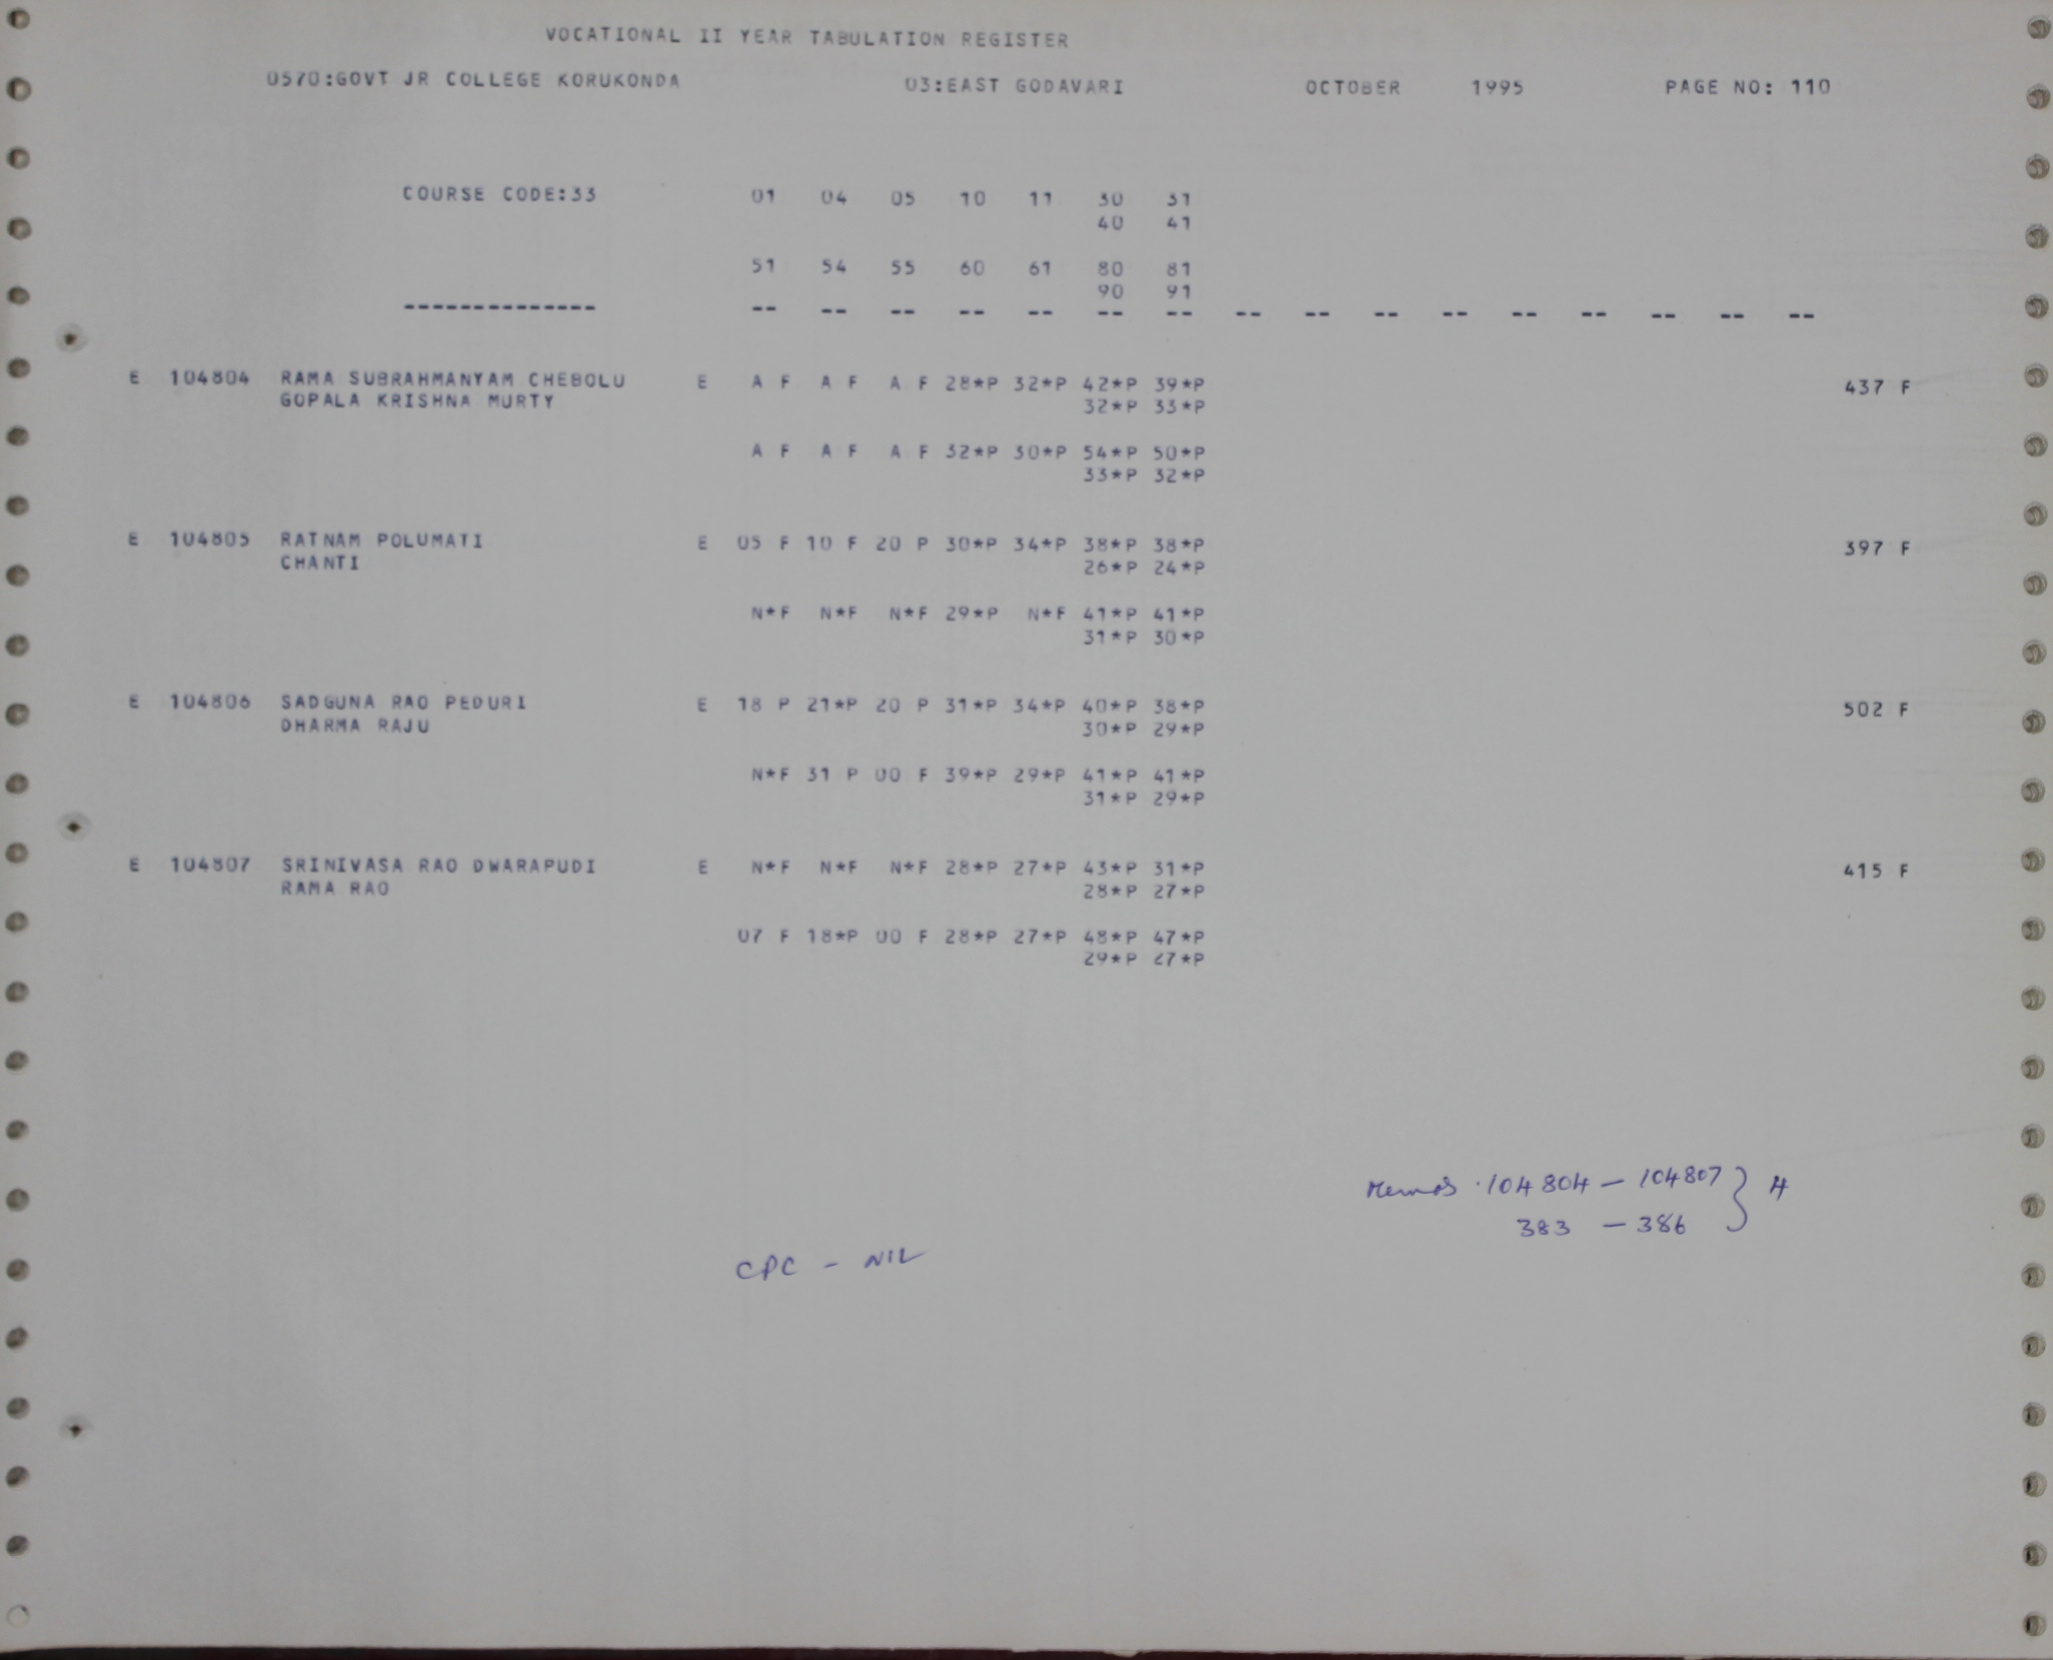 VOCATIONAL II YEAR TABULATION REGISTER
0570:GOVT JR COLLEGE KORUKONDA 03:EAST GODAVARI OCTOBER 1995 PAGE NO: 110
COURSE CODE:33 01 04 05 10 11 30 31
40 41
51 54 55 60 61 80 81
90 91
-------------- -- -- -- -- -- -- -- -- -- -- -- -- -- -- -- --
E 104804 RAMA SUBRAHMANYAM CHEBOLU E A F A F A F 28*P 32*P 42*P 39*P 437 F
GOPALA KRISHNA MURTY 32*P 33*P
A F A F A F 32*P 30*P 54*P 50*P
33*P 32*P
E 104805 RATNAM POLUMATI E 05 F 10 F 20 P 30*P 34*P 38*P 38*P 397 F
CHANTI 26*P 24*P
N*F N*F N*F 29*P N*F 41*P 41*P
31*P 30*P
E 104806 SADGUNA RAO PEDURI E 18 P 21*P 20 P 31*P 34*P 40*P 38*P 502 F
DHARMA RAJU 30*P 29*P
N*F 31 P 00 F 39*P 29*P 41*P 41*P
31*P 29*P
E 104807 SRINIVASA RAO DWARAPUDI E N*F N*F N*F 28*P 27*P 43*P 31*P 415 F
RAMA RAO 28*P 27*P
07 F 18*P 00 F 28*P 27*P 48*P 47*P
29*P 27*P
Memos 104804 - 104807 } 4
383 - 386
CPC - NIL